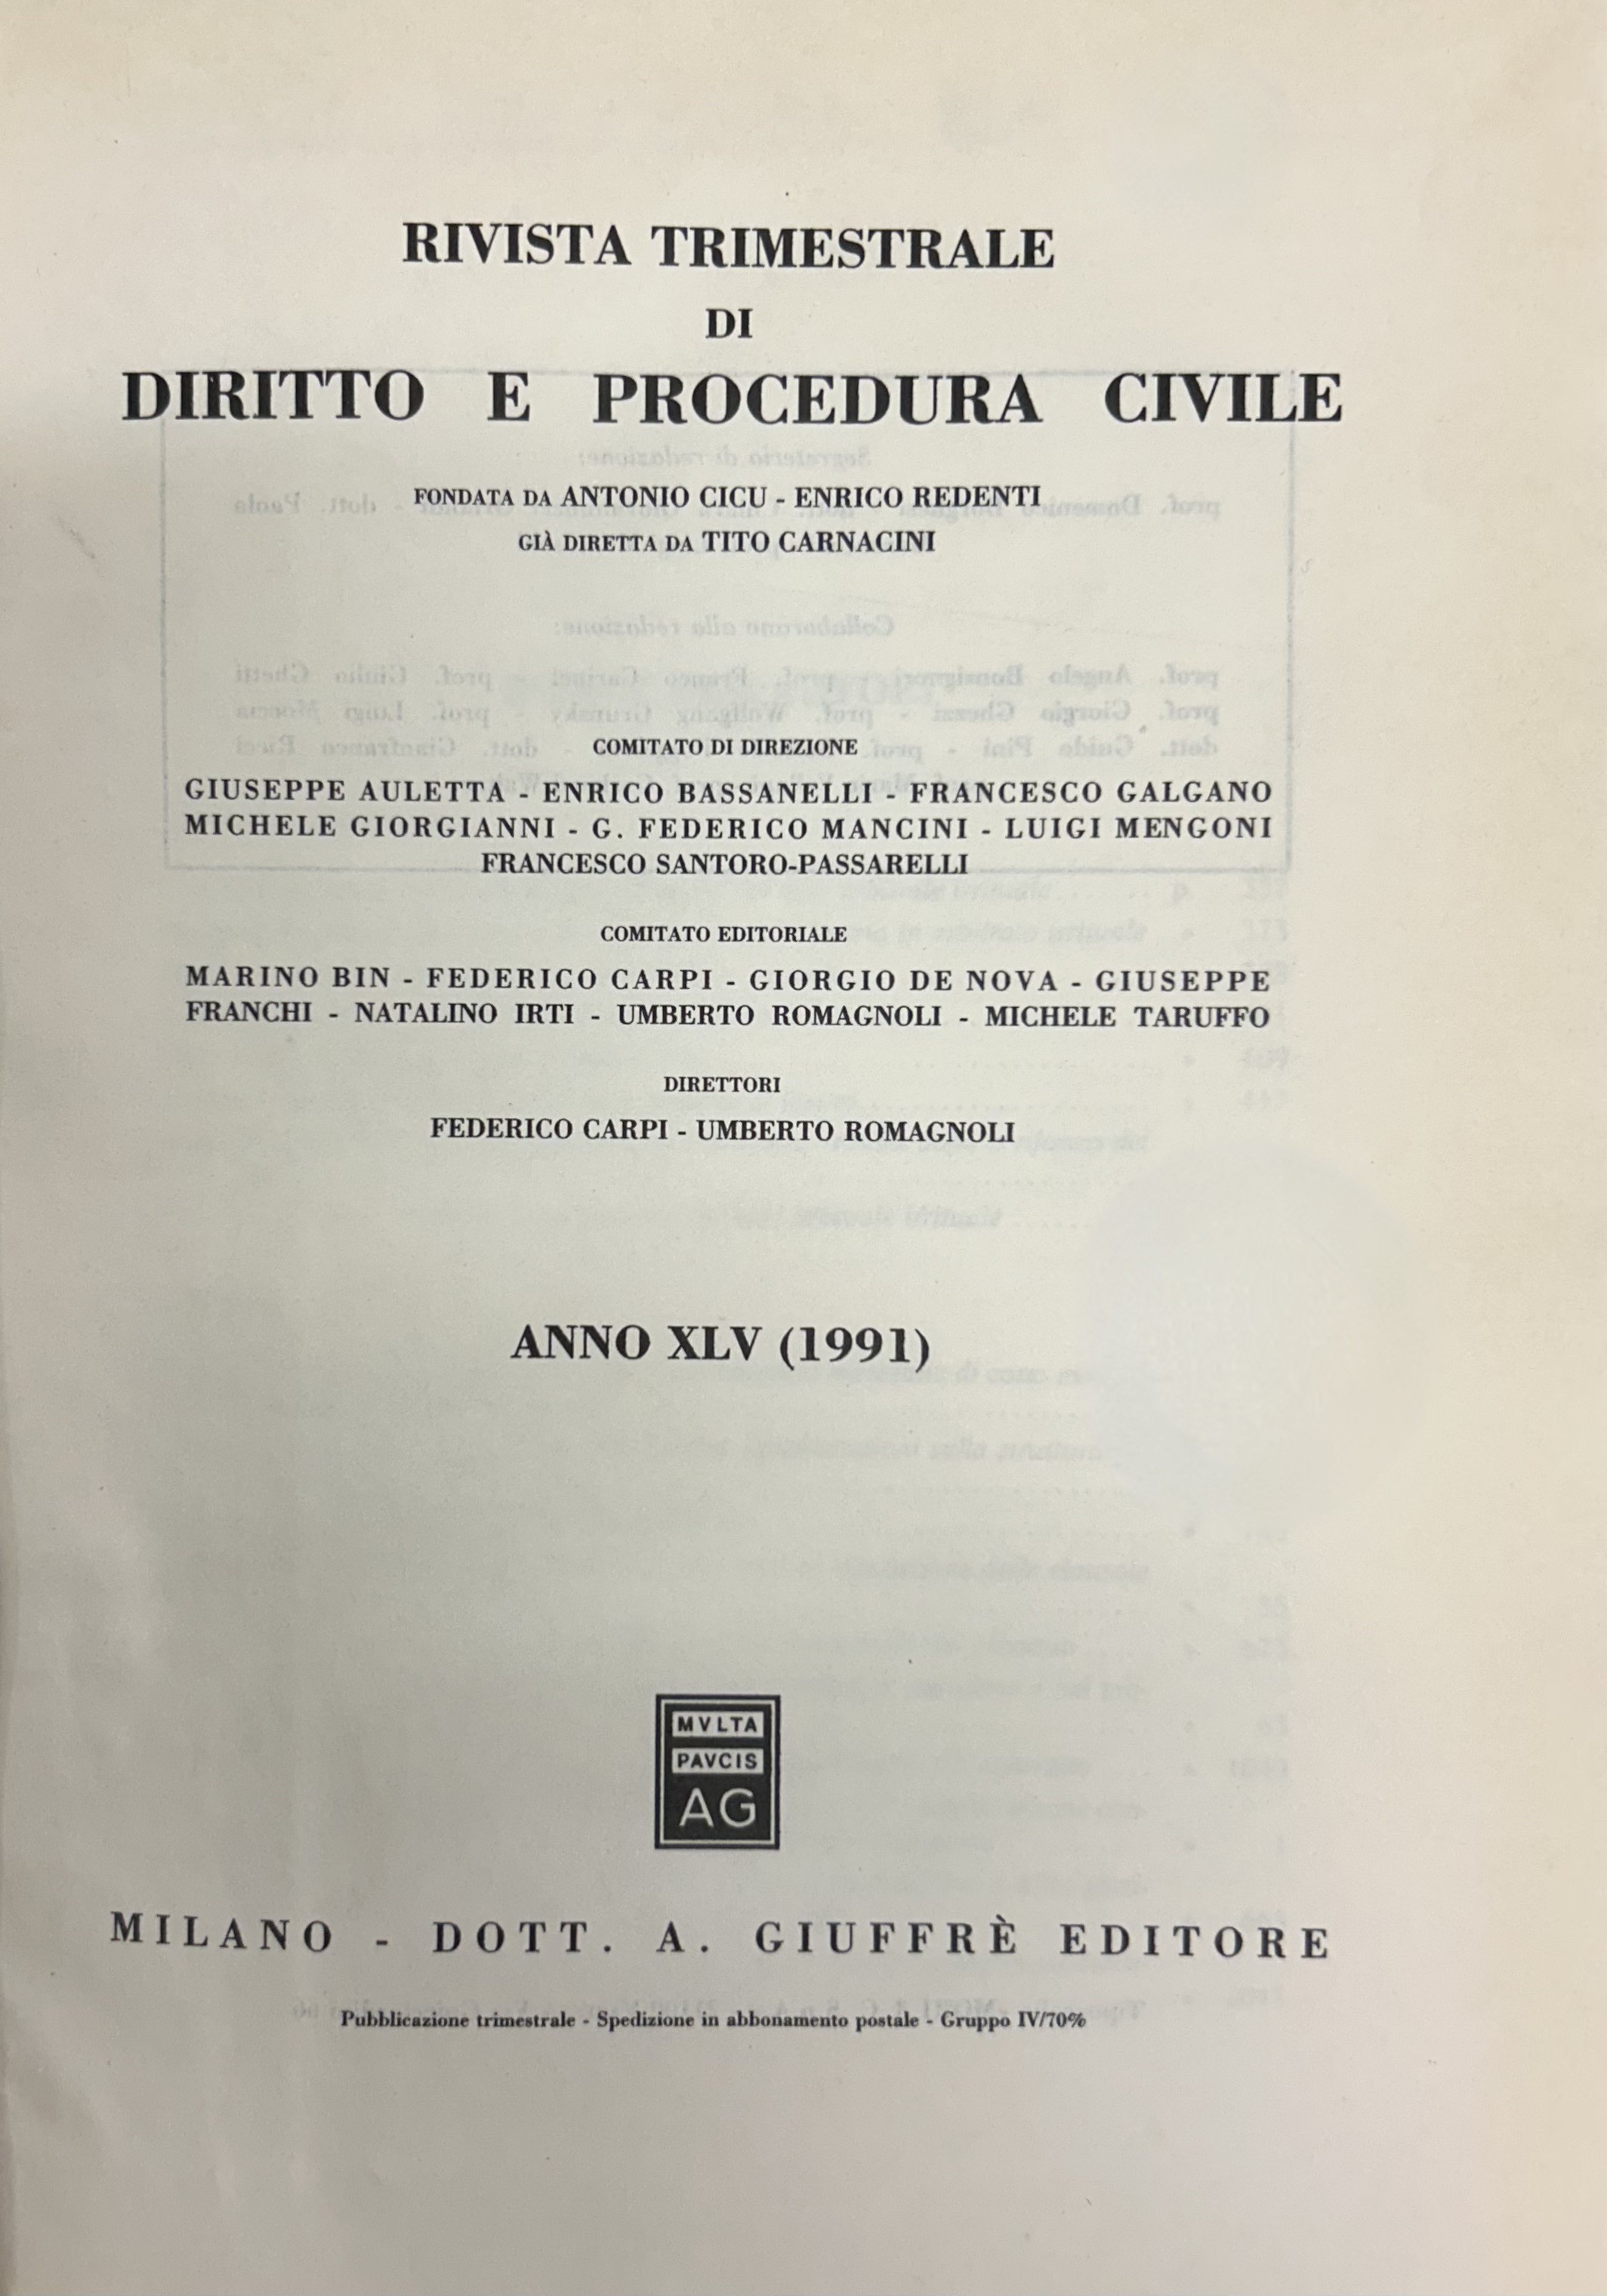 RIVISTA TRIMESTRALE
DI
DIRITTO E PROCEDURA CIVILE
FONDATA DA ANTONIO CICU - ENRICO REDENTI
GIÀ DIRETTA DA TITO CARNACINI
COMITATO DI DIREZIONE
GIUSEPPE AULETTA - ENRICO BASSANELLI - FRANCESCO GALGANO
MICHELE GIORGIANNI - G. FEDERICO MANCINI - LUIGI MENGONI
FRANCESCO SANTORO-PASSARELLI
COMITATO EDITORIALE
MARINO BIN - FEDERICO CARPI - GIORGIO DE NOVA - GIUSEPPE
FRANCHI - NATALINO IRTI - UMBERTO ROMAGNOLI - MICHELE TARUFFO
DIRETTORI
FEDERICO CARPI - UMBERTO ROMAGNOLI
ANNO XLV (1991)
MVLTA
PAVCIS
AG
MILANO - DOTT. A. GIUFFRÈ EDITORE
Pubblicazione trimestrale - Spedizione in abbonamento postale - Gruppo IV/70%